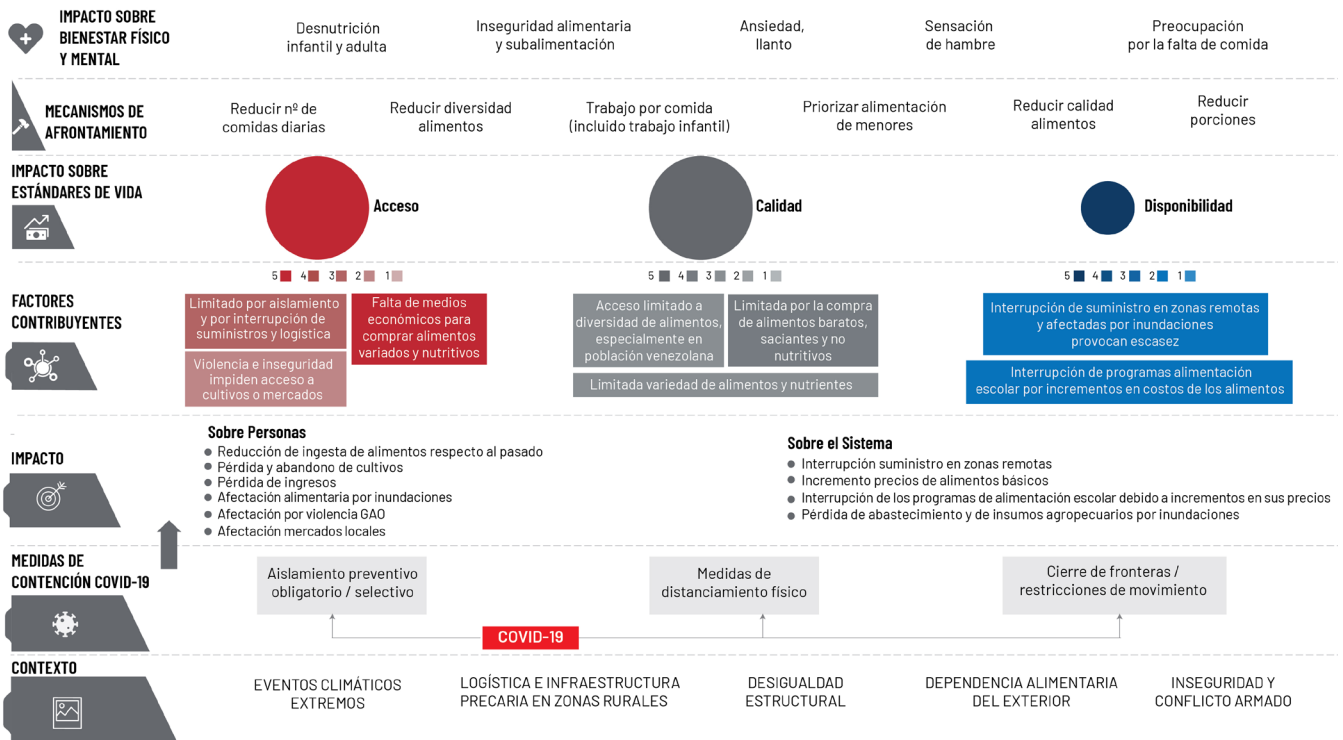 IMPACTO SOBRE
BIENESTAR FÍSICO
Y MENTAL
Desnutrición
infantil y adulta
Inseguridad alimentaria
y subalimentación
Ansiedad,
llanto
Sensación
de hambre
Preocupación
por la falta de comida
MECANISMOS DE
AFRONTAMIENTO
Reducir nº de
comidas diarias
Reducir diversidad
alimentos
Trabajo por comida
(incluido trabajo infantil)
Priorizar alimentación
de menores
Reducir calidad
alimentos
Reducir
porciones
IMPACTO SOBRE
ESTÁNDARES DE VIDA
Acceso
Calidad
Disponibilidad
5 4 3 2 1
5 4 3 2 1
5 4 3 2 1
FACTORES
CONTRIBUYENTES
Limitado por aislamiento
y por interrupción de
suministros y logística
Falta de medios
económicos para
comprar alimentos
variados y nutritivos
Violencia e inseguridad
impiden acceso a
cultivos o mercados
Acceso limitado a
diversidad de alimentos,
especialmente en
población venezolana
Limitada por la compra
de alimentos baratos,
saciantes y no
nutritivos
Limitada variedad de alimentos y nutrientes
Interrupción de suministro en zonas remotas
y afectadas por inundaciones
provocan escasez
Interrupción de programas alimentación
escolar por incrementos en costos de los alimentos
IMPACTO
Sobre Personas
Reducción de ingesta de alimentos respecto al pasado
Pérdida y abandono de cultivos
Pérdida de ingresos
Afectación alimentaria por inundaciones
Afectación por violencia GAO
Afectación mercados locales
Sobre el Sistema
Interrupción suministro en zonas remotas
Incremento precios de alimentos básicos
Interrupción de los programas de alimentación escolar debido a incrementos en sus precios
Pérdida de abastecimiento y de insumos agropecuarios por inundaciones
MEDIDAS DE
CONTENCIÓN COVID-19
Aislamiento preventivo
obligatorio / selectivo
Medidas de
distanciamiento físico
Cierre de fronteras /
restricciones de movimiento
COVID-19
CONTEXTO
EVENTOS CLIMÁTICOS
EXTREMOS
LOGÍSTICA E INFRAESTRUCTURA
PRECARIA EN ZONAS RURALES
DESIGUALDAD
ESTRUCTURAL
DEPENDENCIA ALIMENTARIA
DEL EXTERIOR
INSEGURIDAD Y
CONFLICTO ARMADO